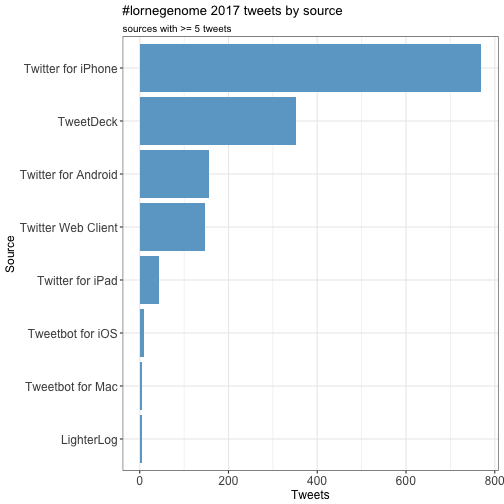 #lornegenome 2017 tweets by source
sources with >= 5 tweets
Twitter for iPhone
TweetDeck
Twitter for Android
Twitter Web Client
Twitter for iPad
Tweetbot for iOS
Tweetbot for Mac
LighterLog
Source
0 200 400 600 800
Tweets